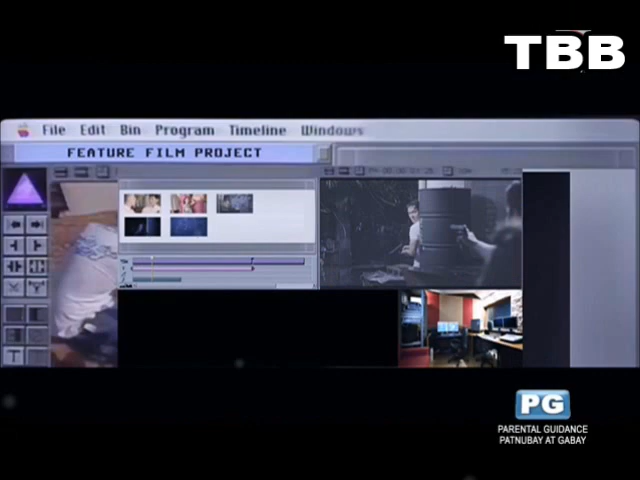 TBB
File Edit Bin Program Timeline Windows
FEATURE FILM PROJECT
T
PG
PARENTAL GUIDANCE
PATNUBAY AT GABAY